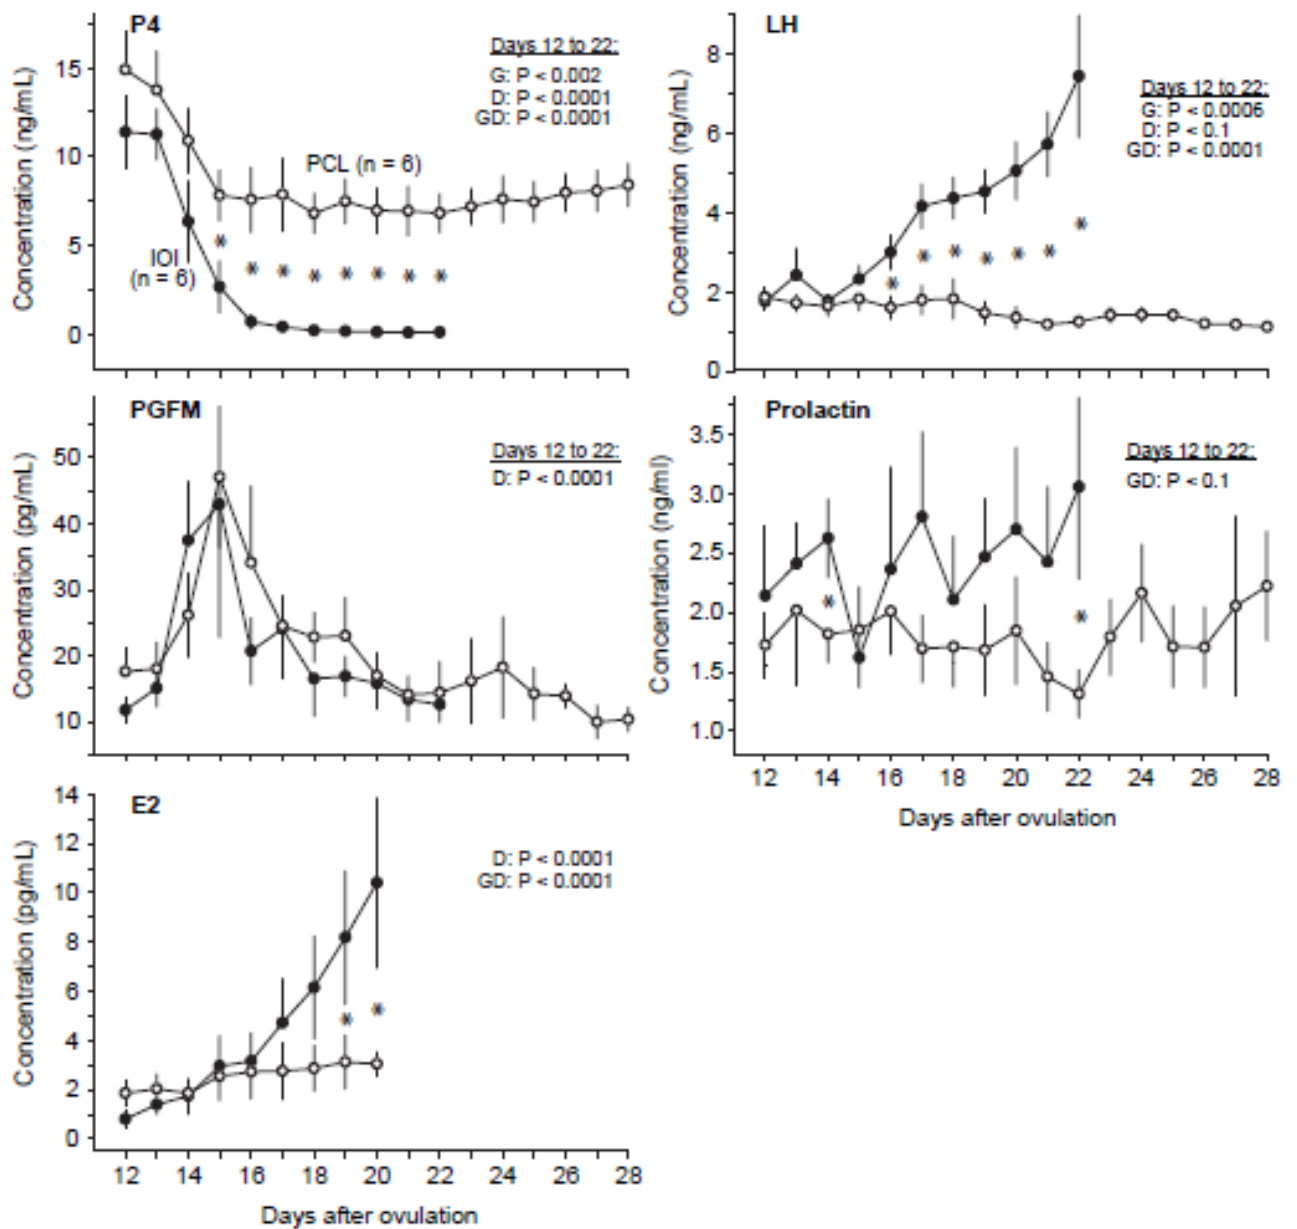 P4
Concentration (ng/mL)
15
10
5
0
Days 12 to 22:
G: P < 0.002
D: P < 0.0001
GD: P < 0.0001
PCL (n = 6)
IOI
(n = 6)
* * * * * * * *
LH
Concentration (ng/mL)
8
6
4
2
0
Days 12 to 22:
G: P < 0.0006
D: P < 0.1
GD: P < 0.0001
* * * * * * *
PGFM
Concentration (pg/mL)
50
40
30
20
10
Days 12 to 22:
D: P < 0.0001
Prolactin
Concentration (ng/ml)
3.5
3.0
2.5
2.0
1.5
1.0
Days 12 to 22:
GD: P < 0.1
* *
12 14 16 18 20 22 24 26 28
Days after ovulation
E2
Concentration (pg/mL)
14
12
10
8
6
4
2
0
D: P < 0.0001
GD: P < 0.0001
* *
12 14 16 18 20 22 24 26 28
Days after ovulation